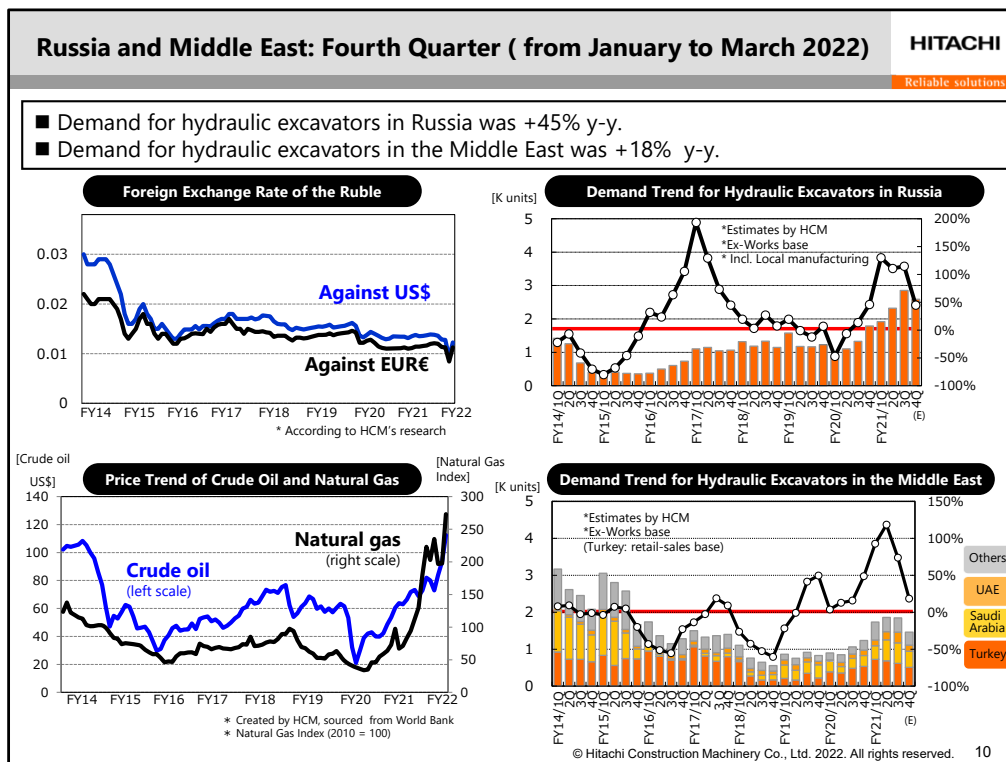 Russia and Middle East: Fourth Quarter ( from January to March 2022)
HITACHI
Reliable solutions
■ Demand for hydraulic excavators in Russia was +45% y-y.
■ Demand for hydraulic excavators in the Middle East was +18% y-y.
Foreign Exchange Rate of the Ruble
0.03
0.02
0.01
0
Against US$
Against EUR€
FY14 FY15 FY16 FY17 FY18 FY19 FY20 FY21 FY22
* According to HCM's research
[K units]
Demand Trend for Hydraulic Excavators in Russia
*Estimates by HCM
*Ex-Works base
* Incl. Local manufacturing
5
4
3
2
1
0
200%
150%
100%
50%
0%
-50%
-100%
FY14/1Q 2Q 3Q 4Q FY15/1Q 2Q 3Q 4Q FY16/1Q 2Q 3Q 4Q FY17/1Q 2Q 3Q 4Q FY18/1Q 2Q 3Q 4Q FY19/1Q 2Q 3Q 4Q FY20/1Q 2Q 3Q 4Q FY21/1Q 2Q 3Q 4Q
(E)
[Crude oil
US$]
Price Trend of Crude Oil and Natural Gas
[Natural Gas
Index]
140
120
100
80
60
40
20
0
300
250
200
150
100
50
0
Natural gas
(right scale)
Crude oil
(left scale)
FY14 FY15 FY16 FY17 FY18 FY19 FY20 FY21 FY22
* Created by HCM, sourced from World Bank
* Natural Gas Index (2010 = 100)
[K units]
Demand Trend for Hydraulic Excavators in the Middle East
*Estimates by HCM
*Ex-Works base
(Turkey: retail-sales base)
5
4
3
2
1
0
150%
100%
50%
0%
-50%
-100%
Others
UAE
Saudi
Arabia
Turkey
FY14/1Q 2Q 3Q 4Q FY15/1Q 2Q 3Q 4Q FY16/1Q 2Q 3Q 4Q FY17/1Q 2Q 3 4Q FY18/1Q 2Q 3Q 4Q FY19/1Q 2Q 3Q 4Q FY20/1Q 2Q 3Q 4Q FY21/1Q 2Q 3Q 4Q
(E)
© Hitachi Construction Machinery Co., Ltd. 2022. All rights reserved. 10